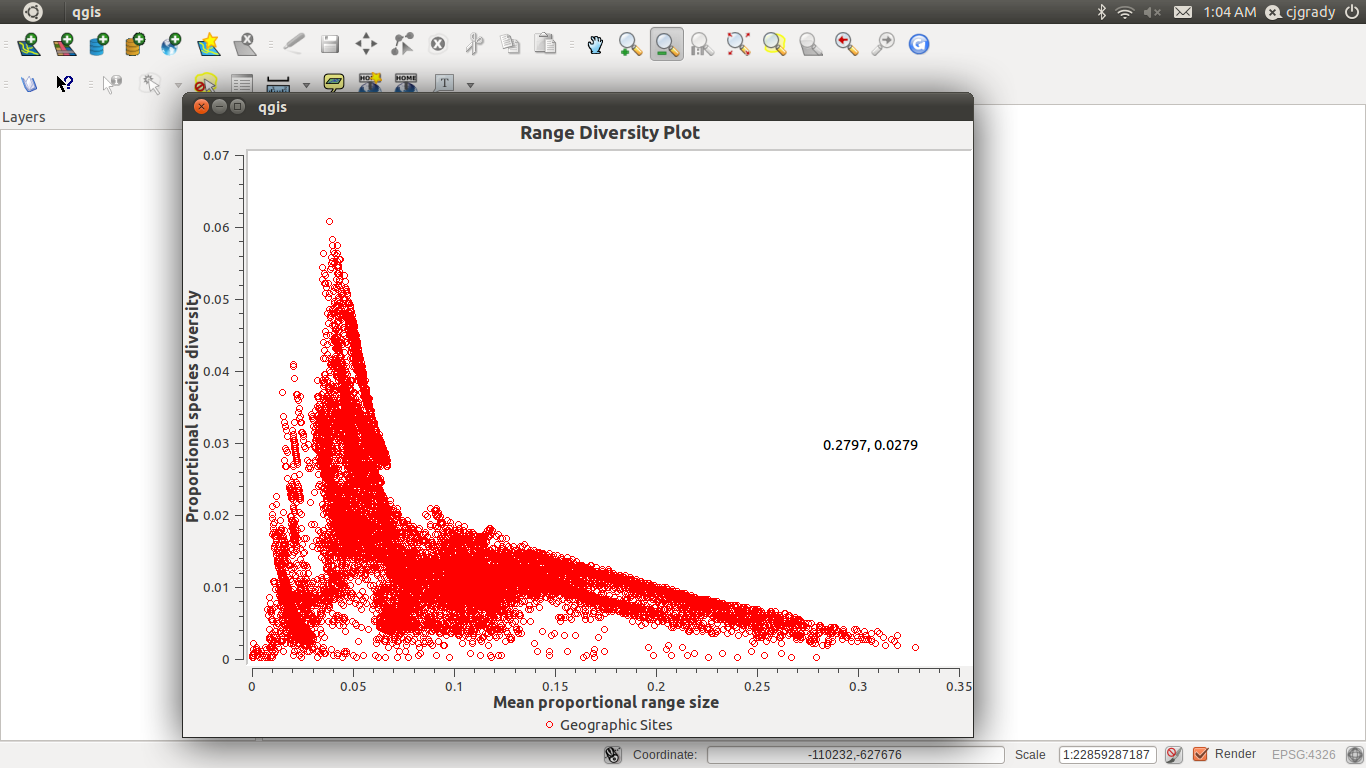 qgis
1:04 AM cjgrady
HOME HOME T
Layers
qgis
Range Diversity Plot
0.07
0.06
0.05
0.04
0.03
0.02
0.01
0
Proportional species diversity
0.2797, 0.0279
0 0.05 0.1 0.15 0.2 0.25 0.3 0.35
Mean proportional range size
Geographic Sites
Coordinate: -110232,-627676 Scale 1:22859287187 Render EPSG:4326